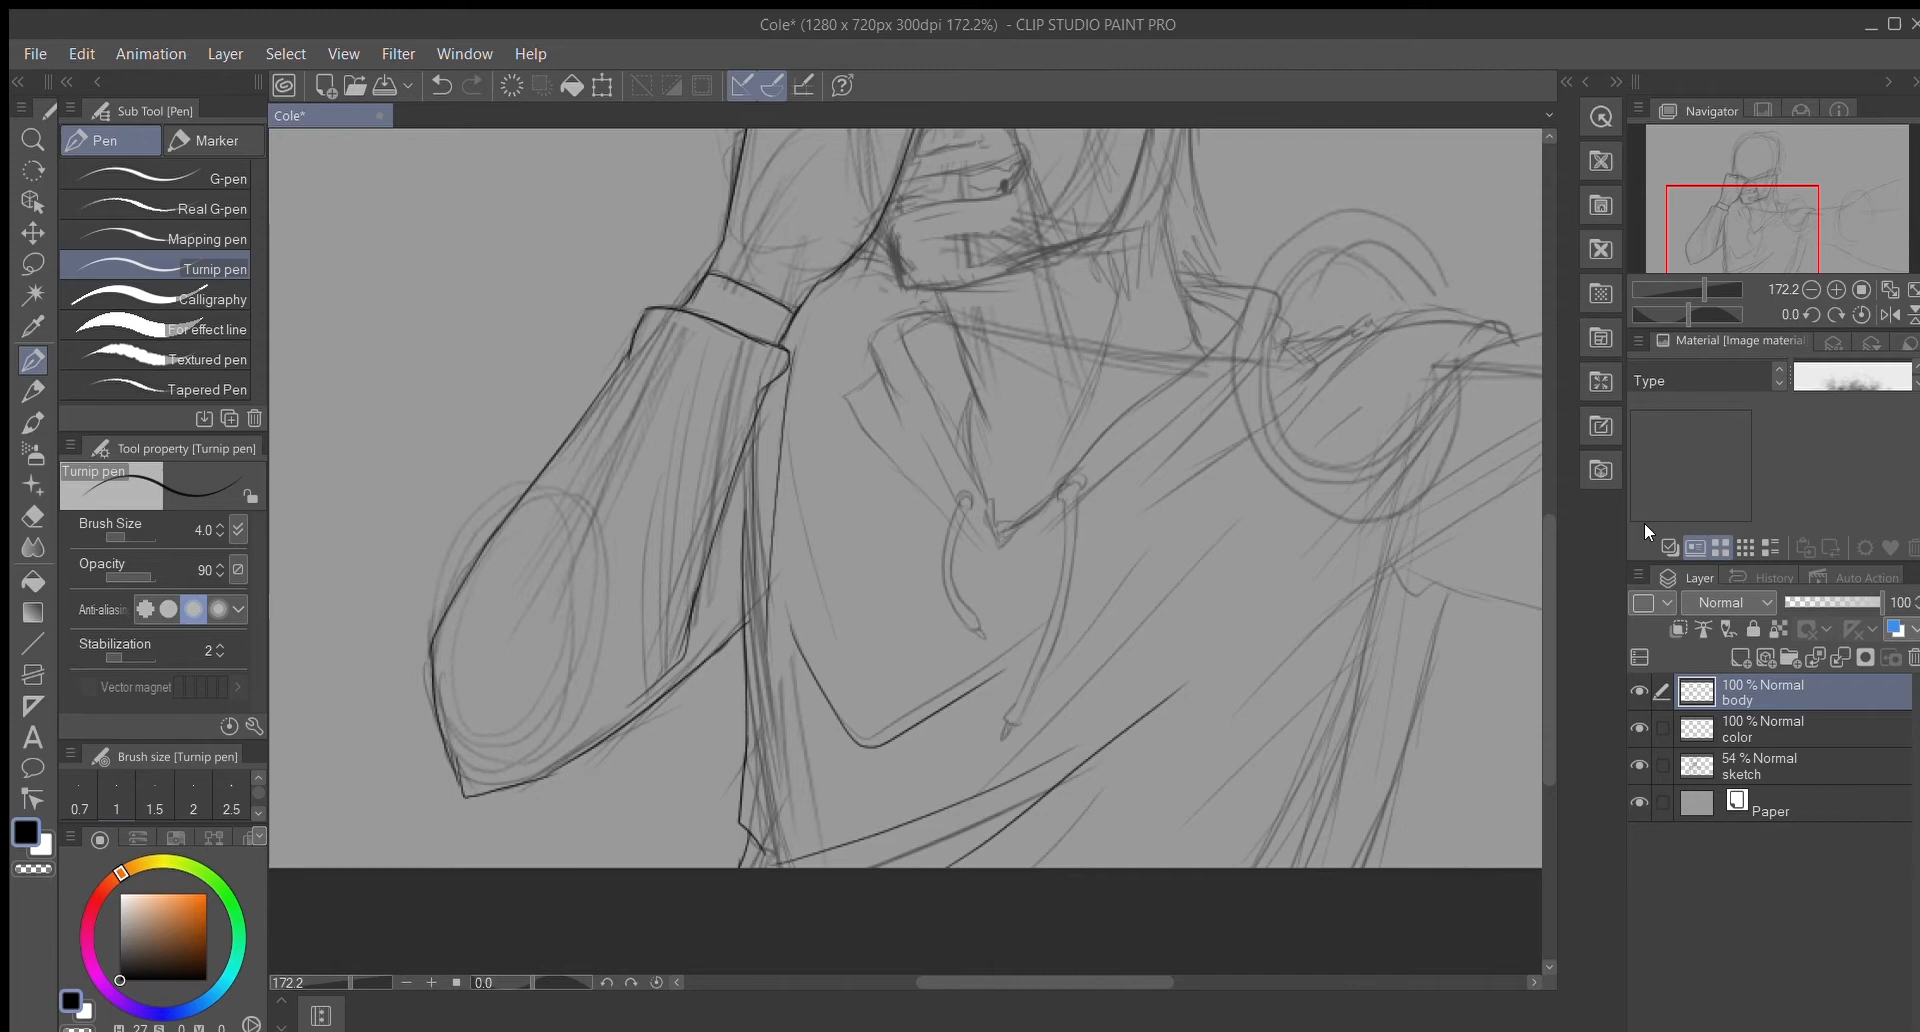 Cole* (1280 x 720px 300dpi 172.2%) - CLIP STUDIO PAINT PRO
File Edit Animation Layer Select View Filter Window Help
Sub Tool [Pen]
Pen Marker
G-pen
Real G-pen
Mapping pen
Turnip pen
Calligraphy
For effect line
Textured pen
Tapered Pen
Tool property [Turnip pen]
Turnip pen
Brush Size 4.0
Opacity 90
Anti-aliasin
Stabilization 2
Vector magnet
Brush size [Turnip pen]
0.7 1 1.5 2 2.5
H 27 S 0 V 0
Cole*
172.2 0.0
Navigator
172.2
0.0
Material [Image material
Type
Layer History Auto Action
Normal 100
100 % Normal
body
100 % Normal
color
54 % Normal
sketch
Paper